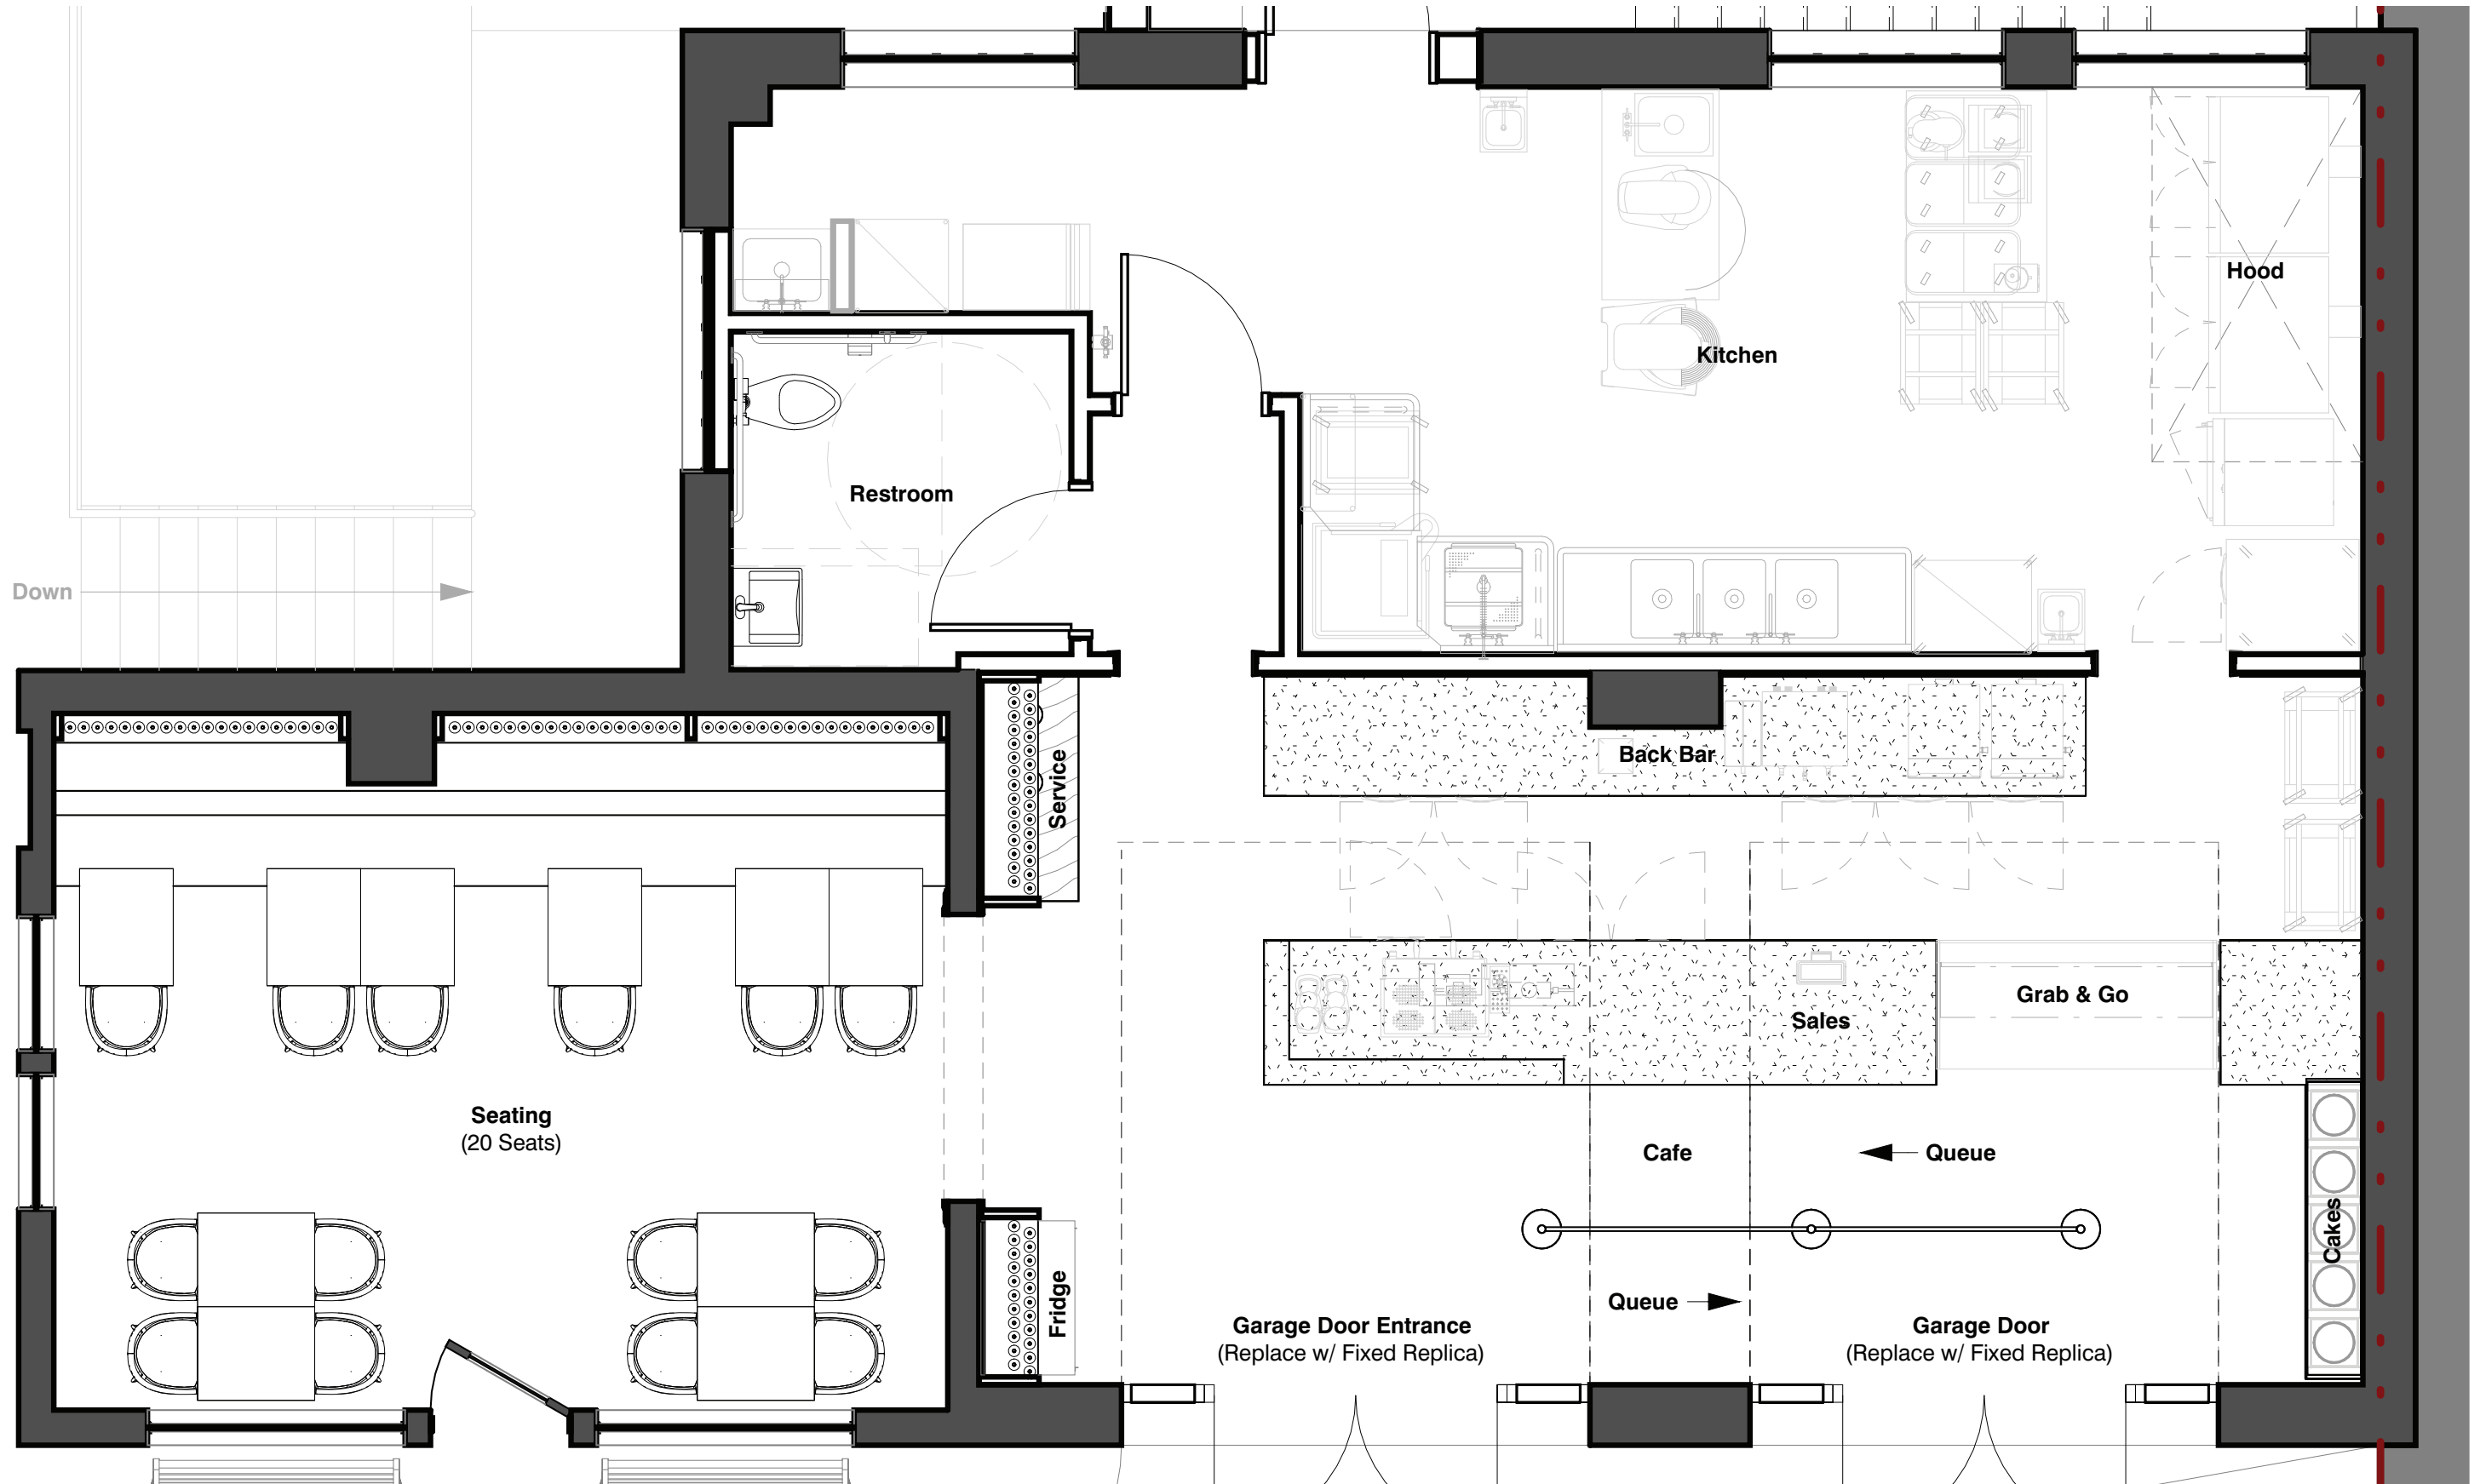 Hood
Kitchen
Restroom
Down
Service
Back Bar
Grab & Go
Sales
Seating
(20 Seats)
Cafe
Queue
Cakes
Queue
Fridge
Garage Door Entrance
(Replace w/ Fixed Replica)
Garage Door
(Replace w/ Fixed Replica)